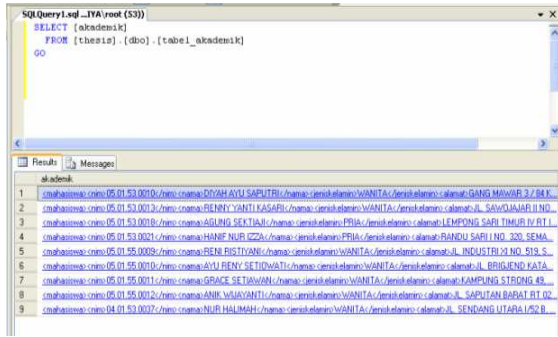 SQLQuery1.sql ...IYA\root (53))
SELECT [akademik]
FROM [thesis].[dbo].[tabel_akademik]
GO
Results Messages
akademik
1 <mahasiswa><nim>05.01.53.0010</nim><nama>DIYAH AYU SAPUTRI</nama><jeniskelamin>WANITA</jeniskelamin><alamat>GANG MAWAR 3 / 84 K...
2 <mahasiswa><nim>05.01.53.0013</nim><nama>RENNY YANTI KASARI</nama><jeniskelamin>WANITA</jeniskelamin><alamat>JL. SAWOJAJAR II NO...
3 <mahasiswa><nim>05.01.53.0018</nim><nama>AGUNG SEKTIAJI</nama><jeniskelamin>PRIA</jeniskelamin><alamat>LEMPONG SARI TIMUR IV RT I...
4 <mahasiswa><nim>05.01.53.0021</nim><nama>HANIF NUR IZZA</nama><jeniskelamin>PRIA</jeniskelamin><alamat>RANDU SARI I NO. 320, SEMA...
5 <mahasiswa><nim>05.01.55.0009</nim><nama>RENI RISTIYANI</nama><jeniskelamin>WANITA</jeniskelamin><alamat>JL. INDUSTRI XI NO. 519, S...
6 <mahasiswa><nim>05.01.55.0010</nim><nama>AYU RENY SETIOWATI</nama><jeniskelamin>WANITA</jeniskelamin><alamat>JL. BRIGJEND KATA...
7 <mahasiswa><nim>05.01.55.0011</nim><nama>GRACE SETIAWAN</nama><jeniskelamin>WANITA</jeniskelamin><alamat>KAMPUNG STRONG 49, ...
8 <mahasiswa><nim>05.01.55.0012</nim><nama>ANIK WIJAYANTI</nama><jeniskelamin>WANITA</jeniskelamin><alamat>JL. SAPUTAN BARAT RT 02...
9 <mahasiswa><nim>04.01.53.0037</nim><nama>NUR HALIMAH</nama><jeniskelamin>WANITA</jeniskelamin><alamat>JL. SENDANG UTARA I/52 B...